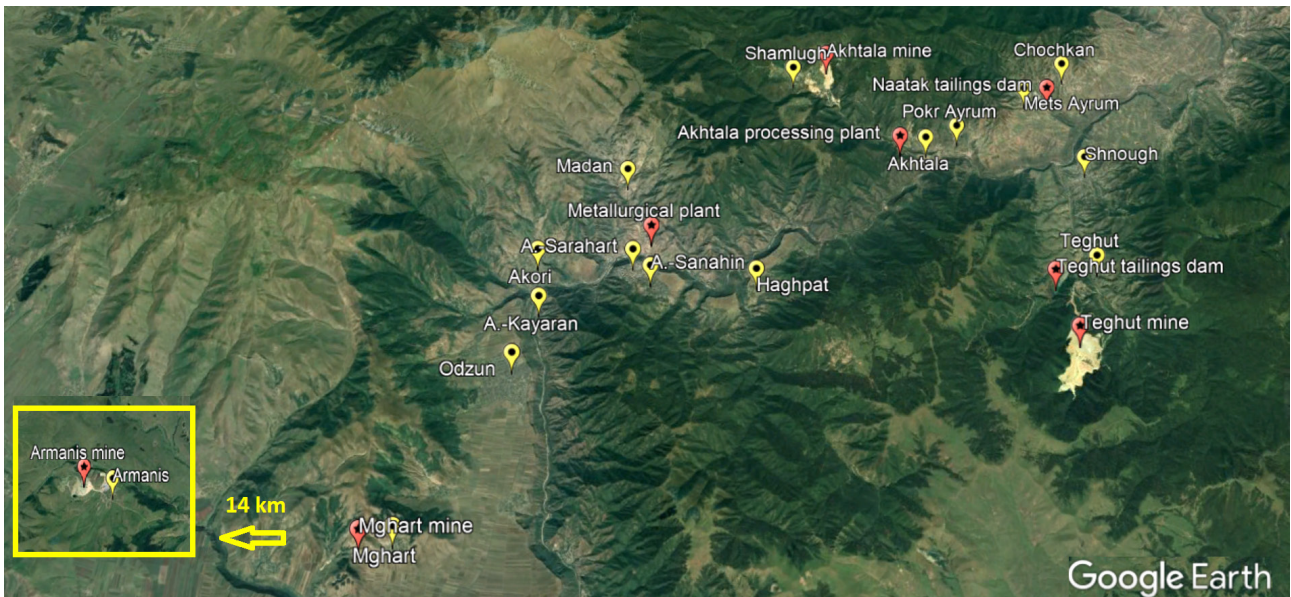 Shamlugh
Akhtala mine
Chochkan
Naatak tailings dam
Mets Ayrum
Pokr Ayrum
Akhtala processing plant
Akhtala
Shnough
Madan
Metallurgical plant
A.-Sarahart
A.-Sanahin
Akori
Haghpat
Teghut
Teghut tailings dam
A.-Kayaran
Teghut mine
Odzun
Armanis mine
Armanis
14 km
Mghart mine
Mghart
Google Earth